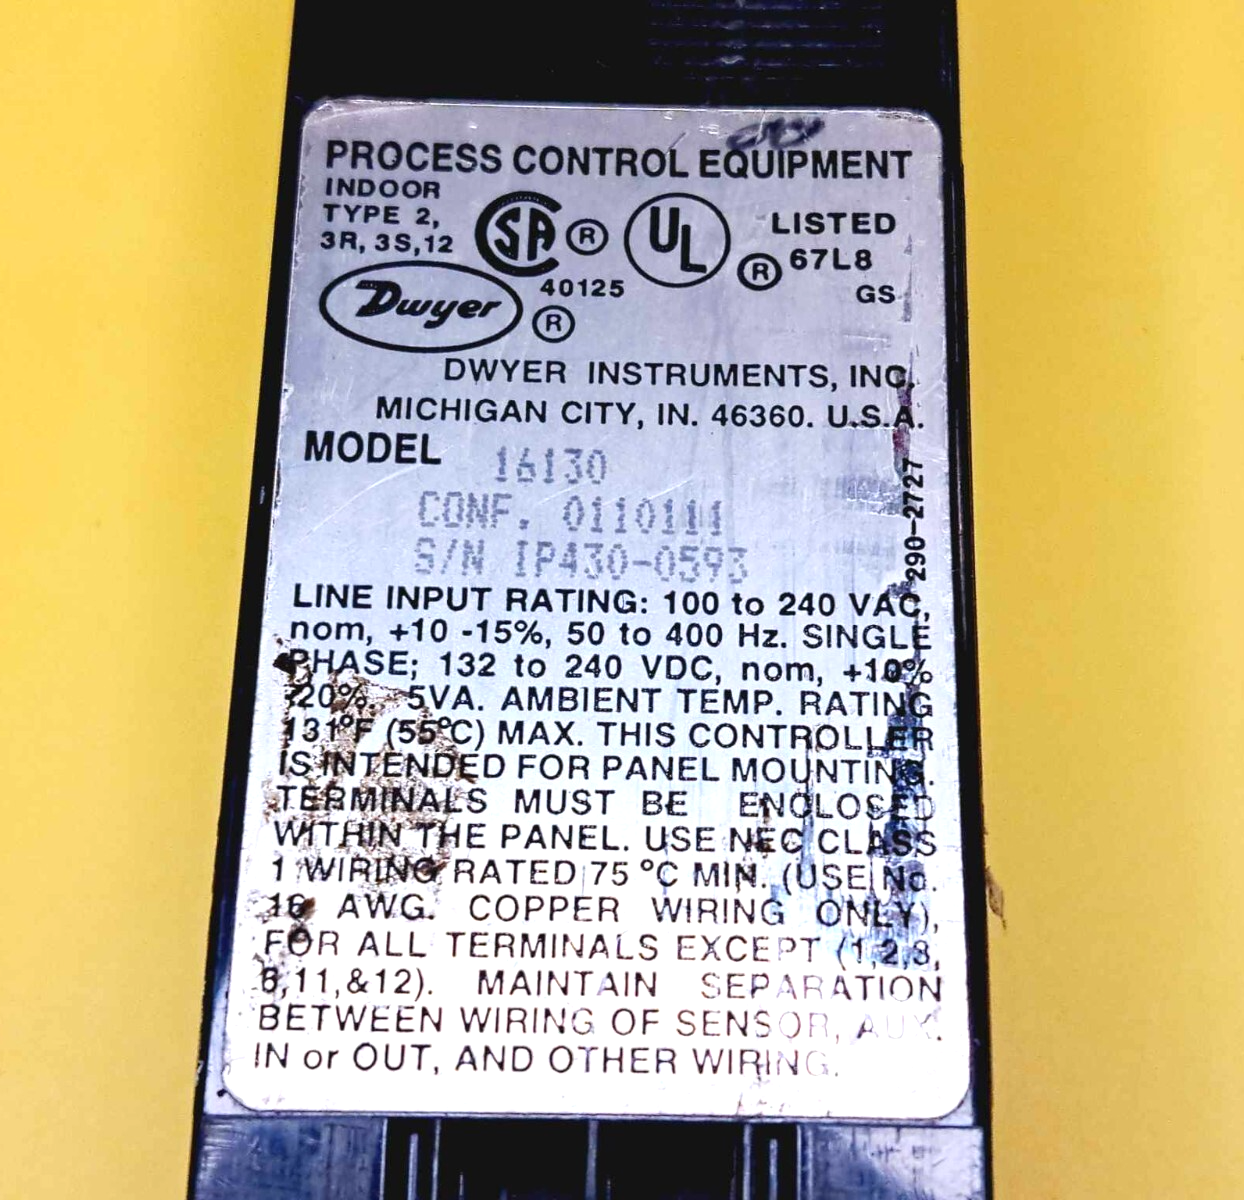 PROCESS CONTROL EQUIPMENT
INDOOR
TYPE 2,
3R, 3S, 12
SA ® UL LISTED
® 67L8
40125 GS
Dwyer ®
DWYER INSTRUMENTS, INC.
MICHIGAN CITY, IN. 46360. U.S.A.
MODEL 16130
CONF. 0110111
S/N IP430-0593
290-2727
LINE INPUT RATING: 100 to 240 VAC,
nom, +10 -15%, 50 to 400 Hz. SINGLE
PHASE; 132 to 240 VDC, nom, +10%
-20%. 5VA. AMBIENT TEMP. RATING
131°F (55°C) MAX. THIS CONTROLLER
IS INTENDED FOR PANEL MOUNTING.
TERMINALS MUST BE ENCLOSED
WITHIN THE PANEL. USE NEC CLASS
1 WIRING RATED 75 °C MIN. (USE No.
16 AWG. COPPER WIRING ONLY),
FOR ALL TERMINALS EXCEPT (1,2,3,
11,&12). MAINTAIN SEPARATION
BETWEEN WIRING OF SENSOR, AUX.
IN or OUT, AND OTHER WIRING.